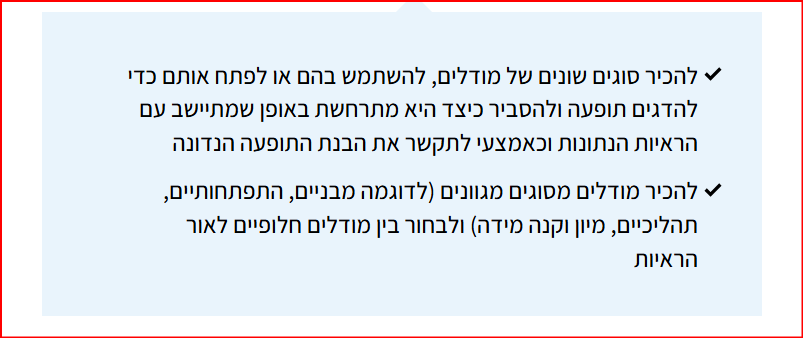 ✓ להכיר סוגים שונים של מודלים, להשתמש בהם או לפתח אותם כדי
להדגים תופעה ולהסביר כיצד היא מתרחשת באופן שמתיישב עם
הראיות הנתונות וכאמצעי לתקשר את הבנת התופעה הנדונה
✓ להכיר מודלים מסוגים מגוונים (לדוגמה מבניים, התפתחותיים,
תהליכיים, מיון וקנה מידה) ולבחור בין מודלים חלופיים לאור
הראיות